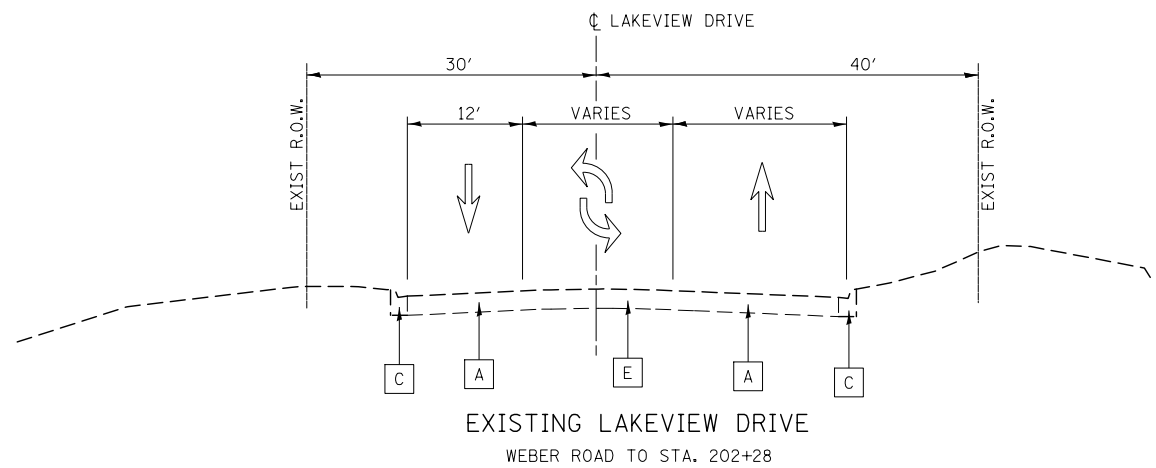 ℄ LAKEVIEW DRIVE
30' 40'
EXIST R.O.W.
12' VARIES VARIES
EXIST R.O.W.
C A E A C
EXISTING LAKEVIEW DRIVE
WEBER ROAD TO STA. 202+28